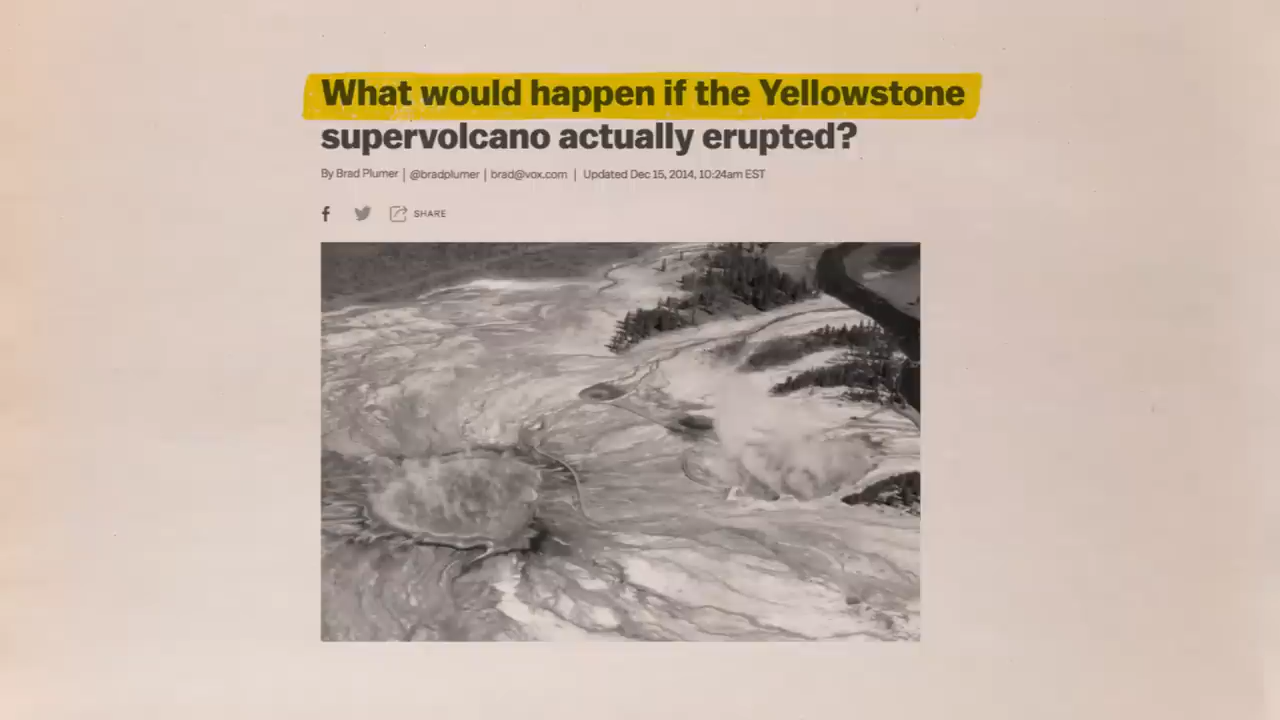 What would happen if the Yellowstone
supervolcano actually erupted?
By Brad Plumer | @bradplumer | brad@vox.com | Updated Dec 15, 2014, 10:24am EST
f SHARE